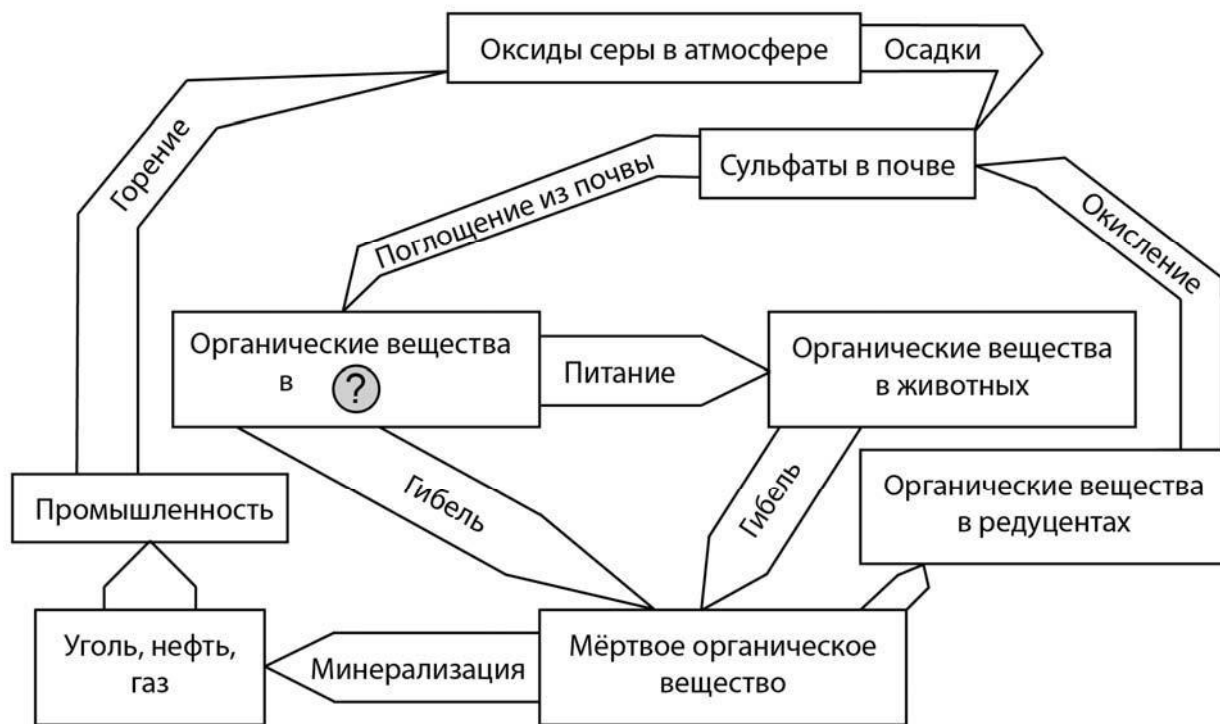 Оксиды серы в атмосфере
Осадки
Горение
Сульфаты в почве
Поглощение из почвы
Окисление
Органические вещества
в ?
Питание
Органические вещества
в животных
Гибель
Гибель
Промышленность
Органические вещества
в редуцентах
Уголь, нефть,
газ
Минерализация
Мёртвое органическое
вещество